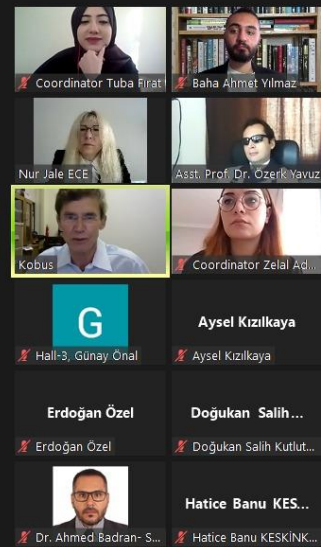 Coordinator Tuba Fırat
Baha Ahmet Yılmaz
Nur Jale ECE
Asst. Prof. Dr. Özerk Yavuz
Kobus
Coordinator Zelal Ad...
G
Hall-3, Günay Önal
Aysel Kızılkaya
Aysel Kızılkaya
Erdoğan Özel
Erdoğan Özel
Doğukan Salih...
Doğukan Salih Kutlut...
Dr. Ahmed Badran- S...
Hatice Banu KES...
Hatice Banu KESKİNK...